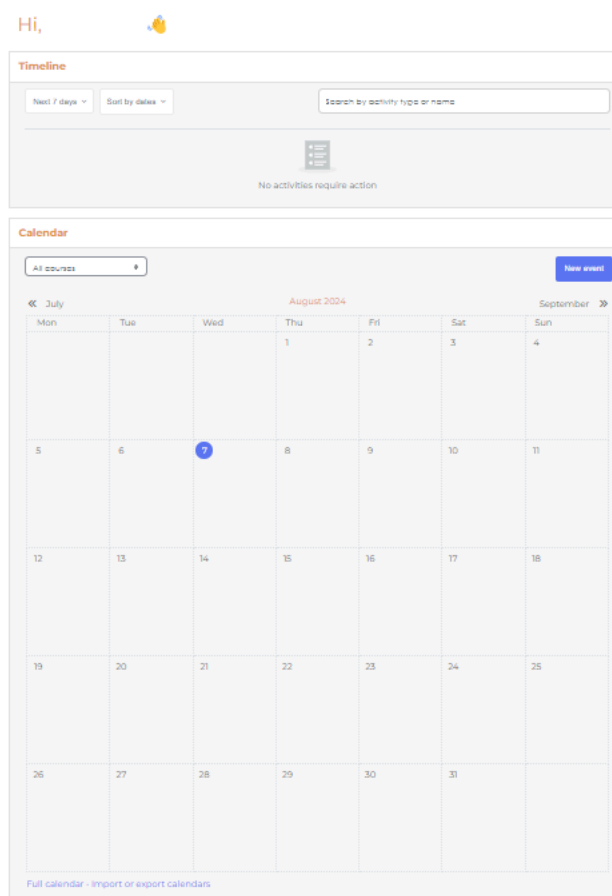 Hi,
Timeline
Next 7 days
Sort by dates
Search by activity type or name
No activities require action
Calendar
All courses
New event
July
August 2024
September
Mon Tue Wed Thu Fri Sat Sun
1 2 3 4
5 6 7 8 9 10 11
12 13 14 15 16 17 18
19 20 21 22 23 24 25
26 27 28 29 30 31
Full calendar - Import or export calendars